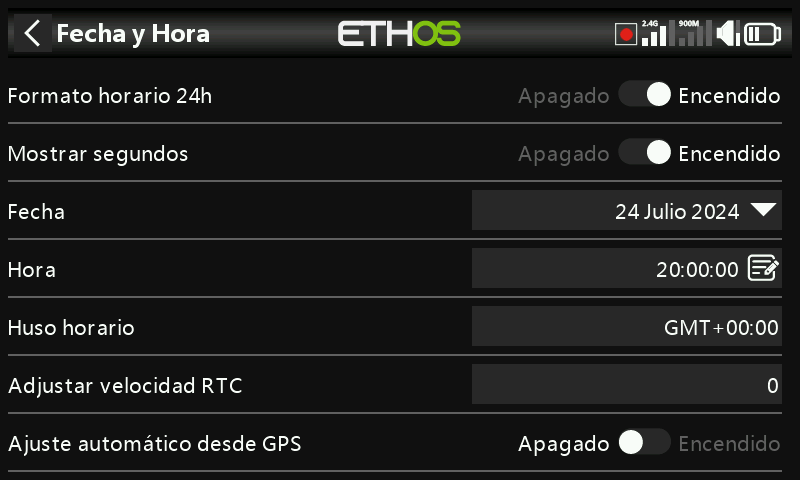 Fecha y Hora
ETHOS
2.4G
900M
Formato horario 24h
Apagado Encendido
Mostrar segundos
Apagado Encendido
Fecha
24 Julio 2024
Hora
20:00:00
Huso horario
GMT+00:00
Adjustar velocidad RTC
0
Ajuste automático desde GPS
Apagado Encendido